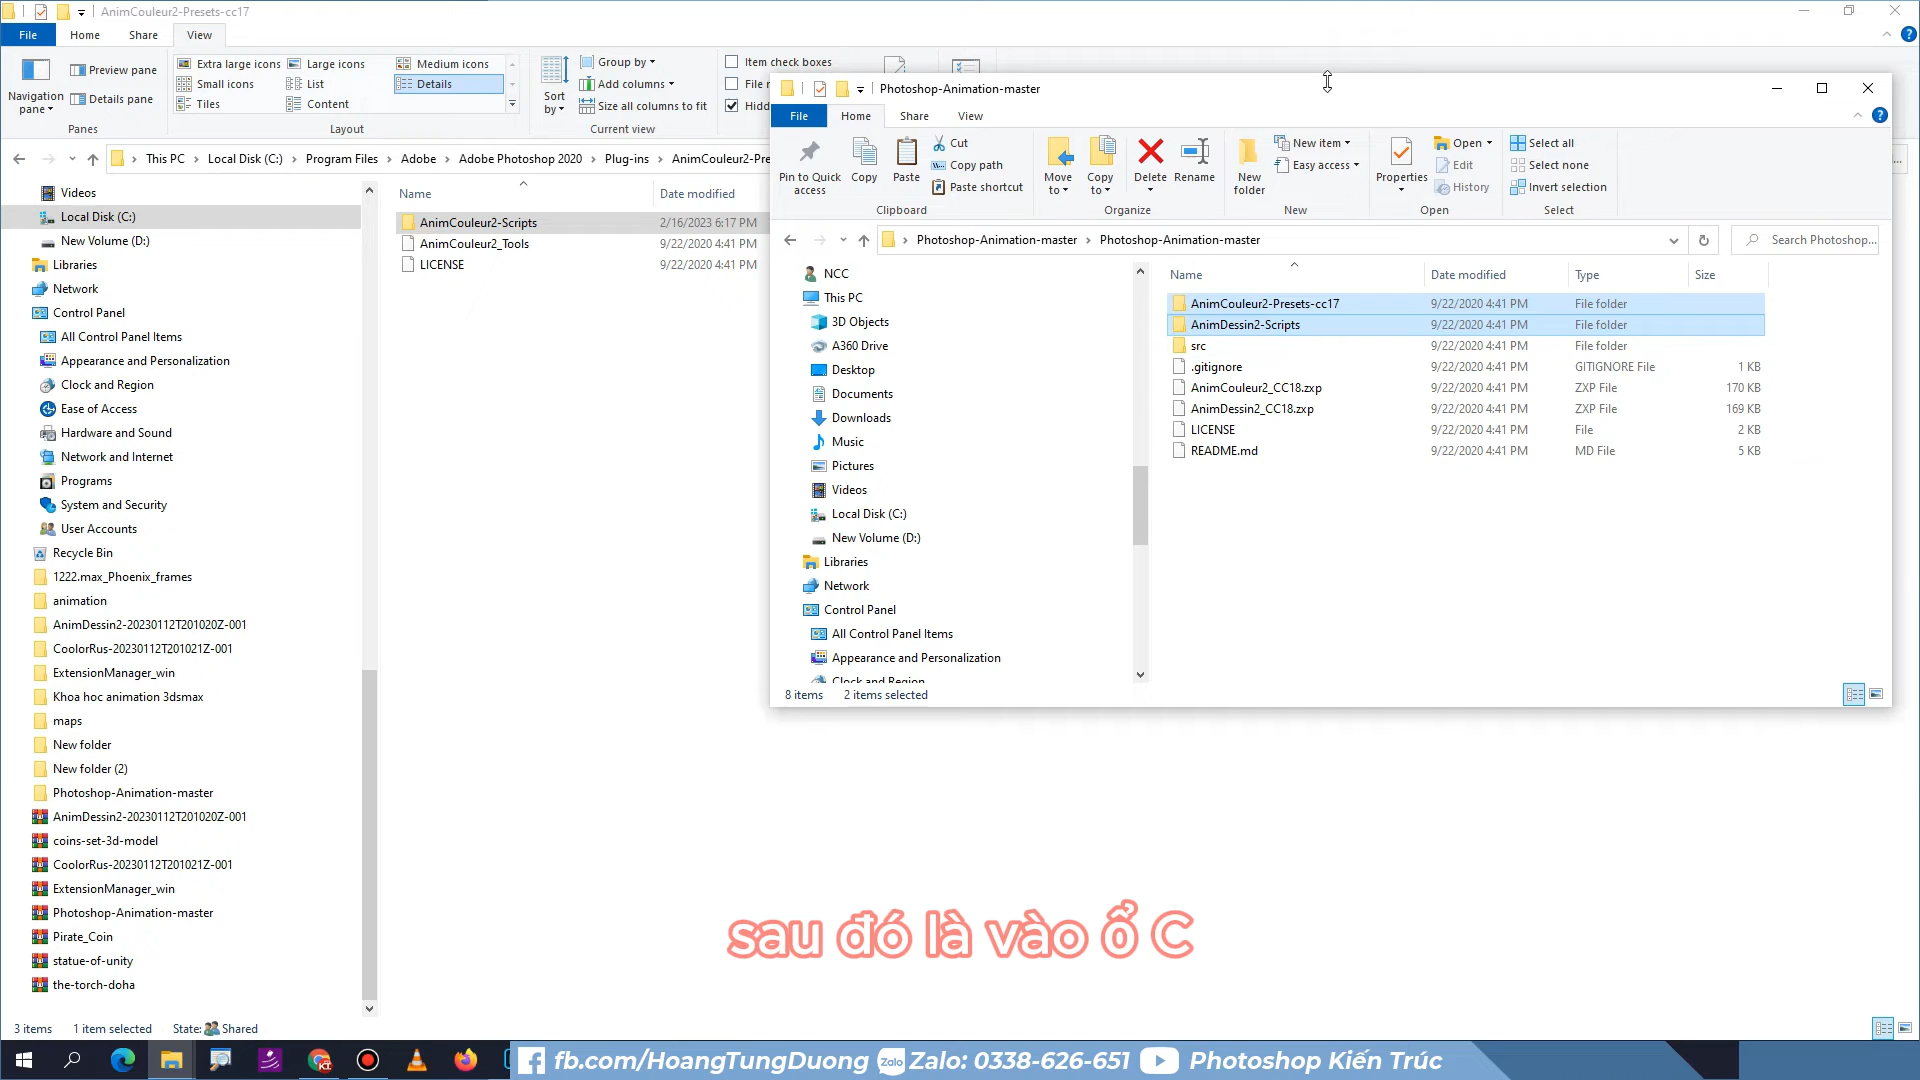 AnimCouleur2-Presets-cc17
File Home Share View
Preview pane
Details pane
Navigation pane
Panes
Extra large icons Large icons Medium icons
Small icons List Details
Tiles Content
Layout
Sort by
Group by
Add columns
Size all columns to fit
Current view
Item check boxes
This PC Local Disk (C:) Program Files Adobe Adobe Photoshop 2020 Plug-ins AnimCouleur2-Pre
Videos
Local Disk (C:)
New Volume (D:)
Libraries
Network
Control Panel
All Control Panel Items
Appearance and Personalization
Clock and Region
Ease of Access
Hardware and Sound
Network and Internet
Programs
System and Security
User Accounts
Recycle Bin
1222.max_Phoenix_frames
animation
AnimDessin2-20230112T201020Z-001
CoolorRus-20230112T201021Z-001
ExtensionManager_win
Khoa hoc animation 3dsmax
maps
New folder
New folder (2)
Photoshop-Animation-master
AnimDessin2-20230112T201020Z-001
coins-set-3d-model
CoolorRus-20230112T201021Z-001
ExtensionManager_win
Photoshop-Animation-master
Pirate_Coin
statue-of-unity
the-torch-doha
Name Date modified
AnimCouleur2-Scripts 2/16/2023 6:17 PM
AnimCouleur2_Tools 9/22/2020 4:41 PM
LICENSE 9/22/2020 4:41 PM
3 items 1 item selected State: Shared
Photoshop-Animation-master
File Home Share View
Pin to Quick access
Copy
Paste
Cut
Copy path
Paste shortcut
Clipboard
Move to
Copy to
Delete
Rename
Organize
New folder
New item
Easy access
New
Properties
Open
Edit
History
Open
Select all
Select none
Invert selection
Select
Photoshop-Animation-master Photoshop-Animation-master
Search Photoshop...
NCC
This PC
3D Objects
A360 Drive
Desktop
Documents
Downloads
Music
Pictures
Videos
Local Disk (C:)
New Volume (D:)
Libraries
Network
Control Panel
All Control Panel Items
Appearance and Personalization
Clock and Region
Name Date modified Type Size
AnimCouleur2-Presets-cc17 9/22/2020 4:41 PM File folder
AnimDessin2-Scripts 9/22/2020 4:41 PM File folder
src 9/22/2020 4:41 PM File folder
.gitignore 9/22/2020 4:41 PM GITIGNORE File 1 KB
AnimCouleur2_CC18.zxp 9/22/2020 4:41 PM ZXP File 170 KB
AnimDessin2_CC18.zxp 9/22/2020 4:41 PM ZXP File 169 KB
LICENSE 9/22/2020 4:41 PM File 2 KB
README.md 9/22/2020 4:41 PM MD File 5 KB
8 items 2 items selected
sau đó là vào ổ C
fb.com/HoangTungDuong Zalo Zalo: 0338-626-651 Photoshop Kiến Trúc